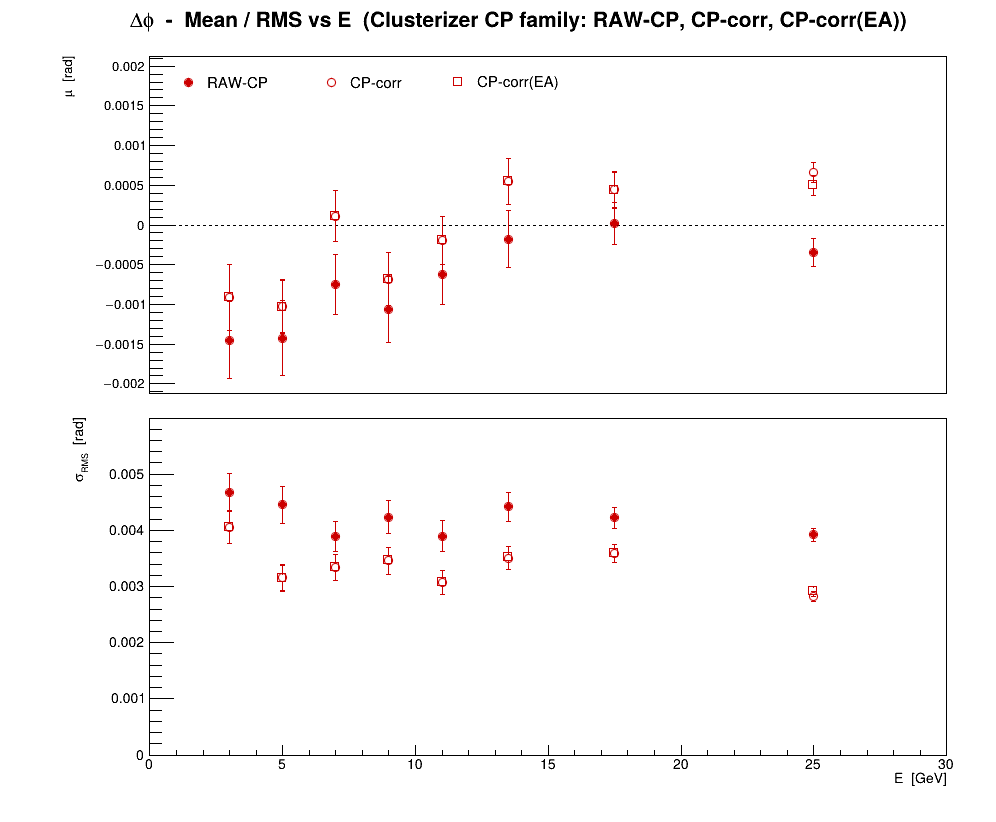 Δϕ - Mean / RMS vs E (Clusterizer CP family: RAW-CP, CP-corr, CP-corr(EA))
μ [rad]
RAW-CP CP-corr CP-corr(EA)
0.002
0.0015
0.001
0.0005
0
−0.0005
−0.001
−0.0015
−0.002
σRMS [rad]
0.005
0.004
0.003
0.002
0.001
0
0 5 10 15 20 25 30
E [GeV]